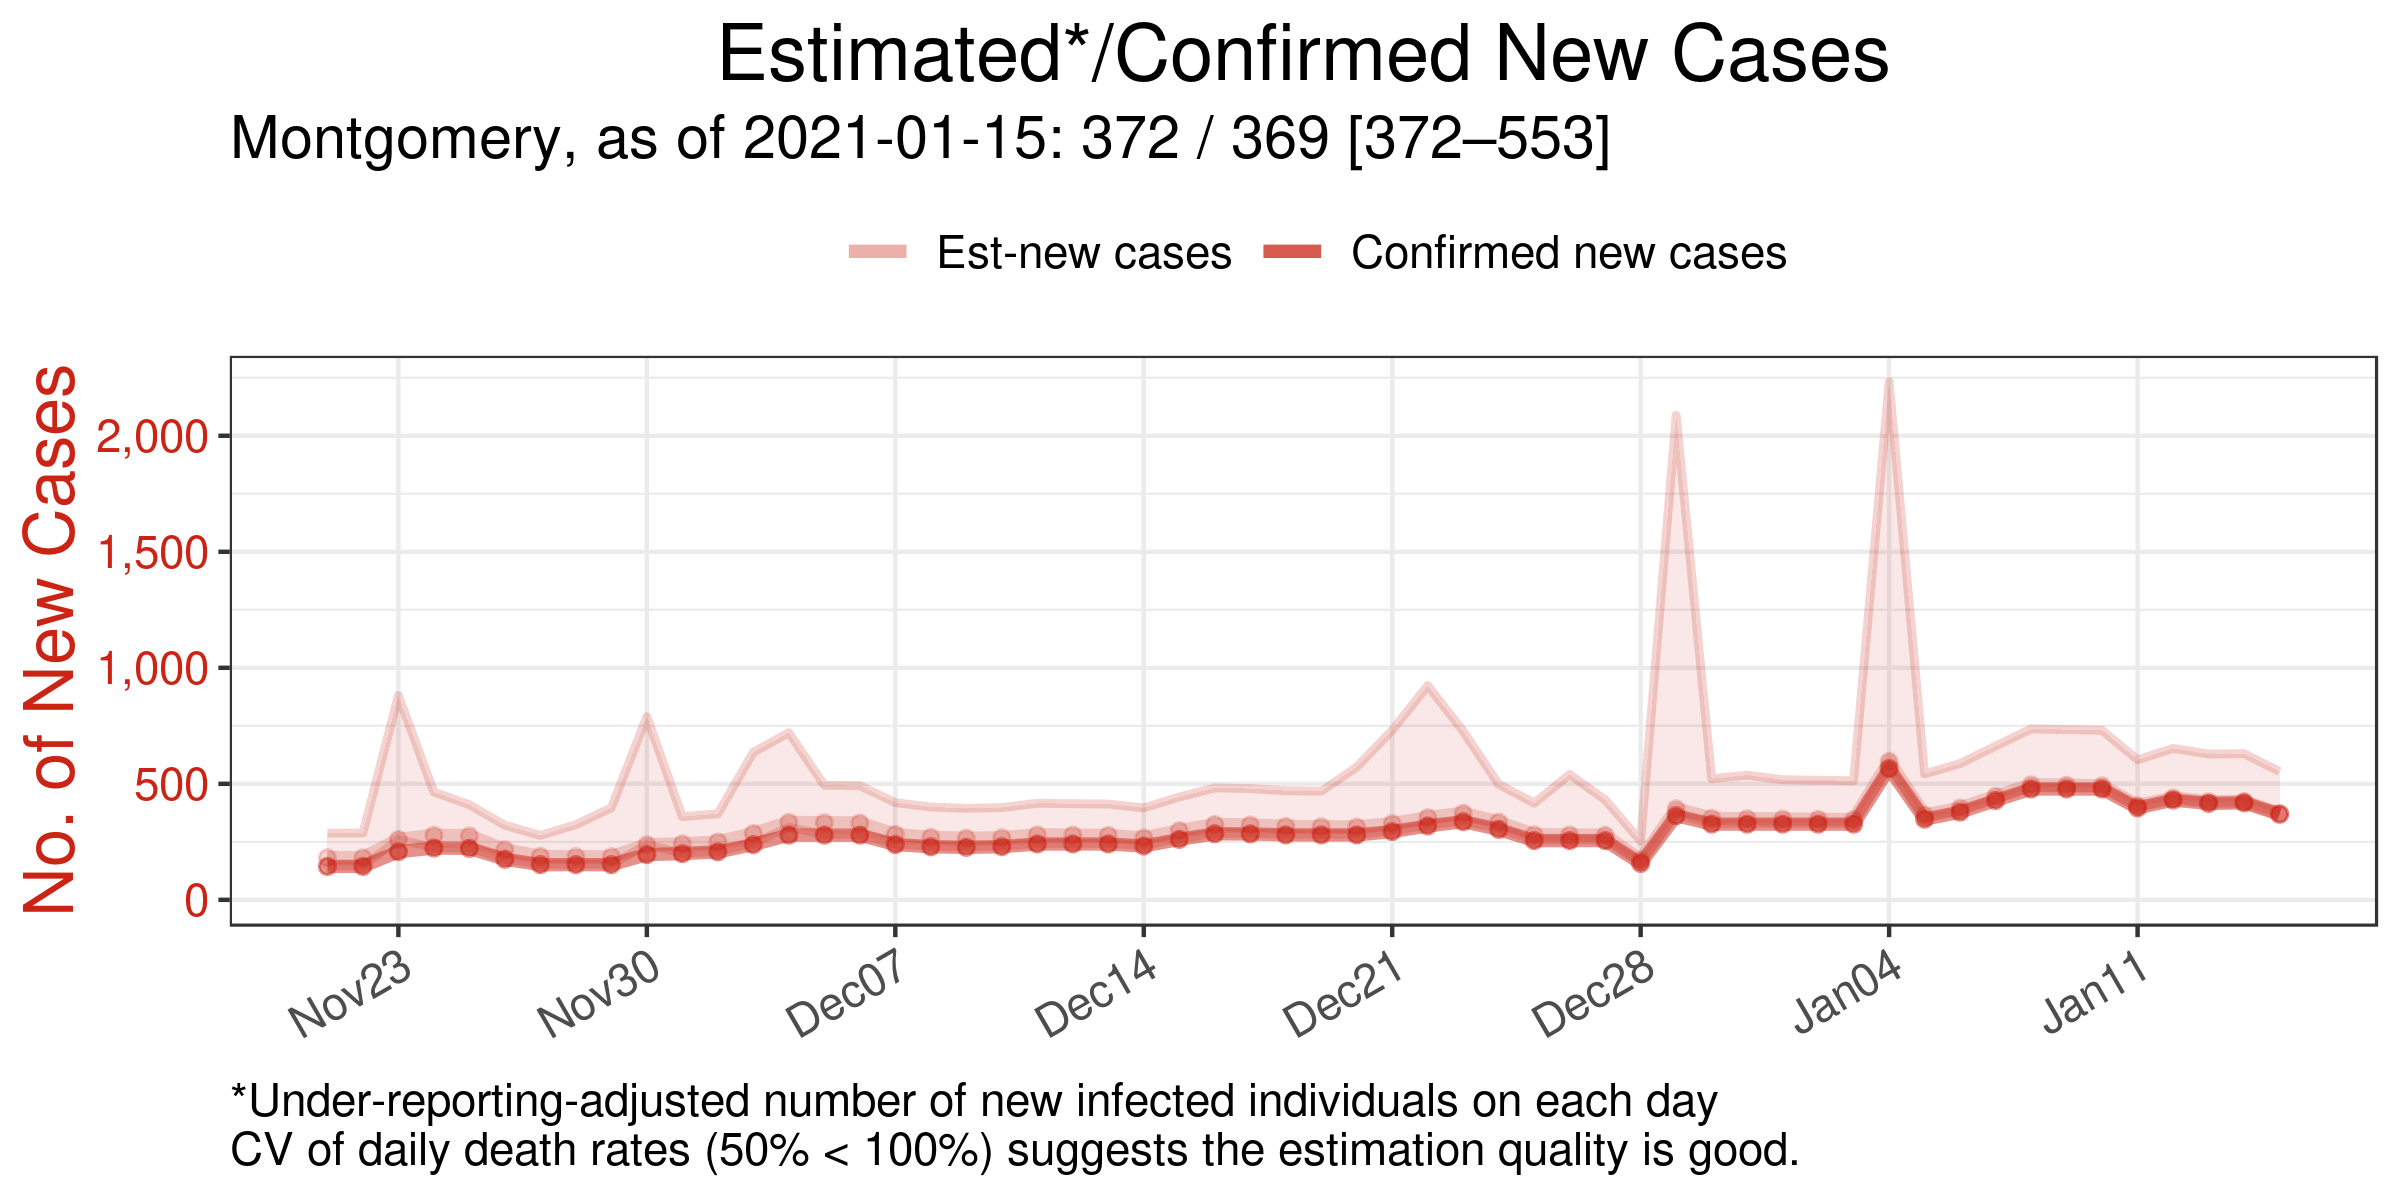 Estimated*/Confirmed New Cases
Montgomery, as of 2021-01-15: 372 / 369 [372–553]
Est-new cases
Confirmed new cases
No. of New Cases
2,000
1,500
1,000
500
0
Nov23
Nov30
Dec07
Dec14
Dec21
Dec28
Jan04
Jan11
*Under-reporting-adjusted number of new infected individuals on each day
CV of daily death rates (50% < 100%) suggests the estimation quality is good.